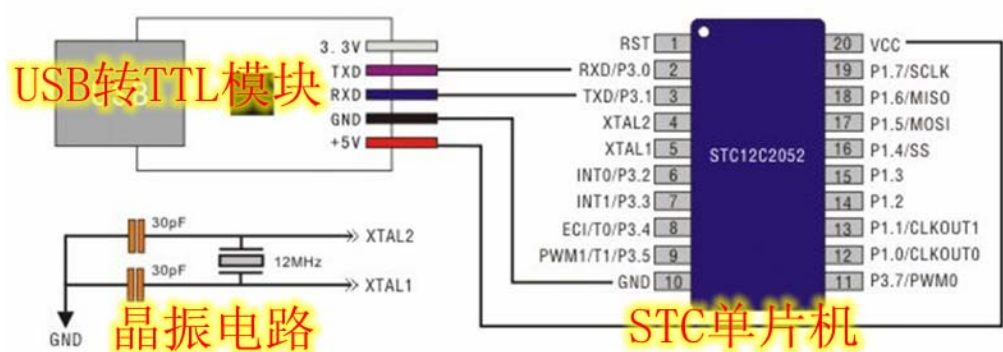 USB转TTL模块
3.3V
TXD
RXD
GND
+5V
RST 1
RXD/P3.0 2
TXD/P3.1 3
XTAL2 4
XTAL1 5
INT0/P3.2 6
INT1/P3.3 7
ECI/T0/P3.4 8
PWM1/T1/P3.5 9
GND 10
STC12C2052
20 VCC
19 P1.7/SCLK
18 P1.6/MISO
17 P1.5/MOSI
16 P1.4/SS
15 P1.3
14 P1.2
13 P1.1/CLKOUT1
12 P1.0/CLKOUT0
11 P3.7/PWM0
30pF
XTAL2
12MHz
30pF
XTAL1
GND
晶振电路
STC单片机